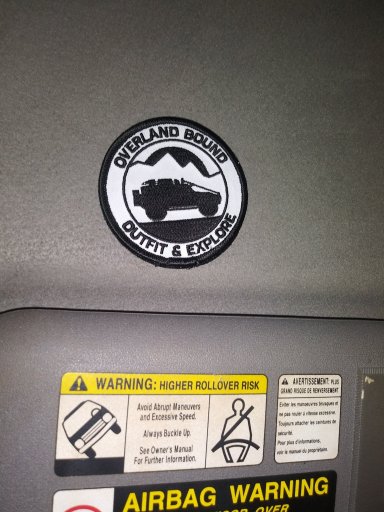 OVERLAND BOUND
OUTFIT & EXPLORE
WARNING: HIGHER ROLLOVER RISK
Avoid Abrupt Maneuvers
and Excessive Speed.
Always Buckle Up.
See Owner's Manual
For Further Information.
AVERTISSEMENT: PLUS
GRAND RISQUE DE RENVERSEMENT
Eviter les manoeuvres brusques et
ne pas rouler à vitesse excessive.
Toujours attacher les ceintures de
sécurité.
Pour plus d'informations,
voir le manuel du propriétaire.
AIRBAG WARNING